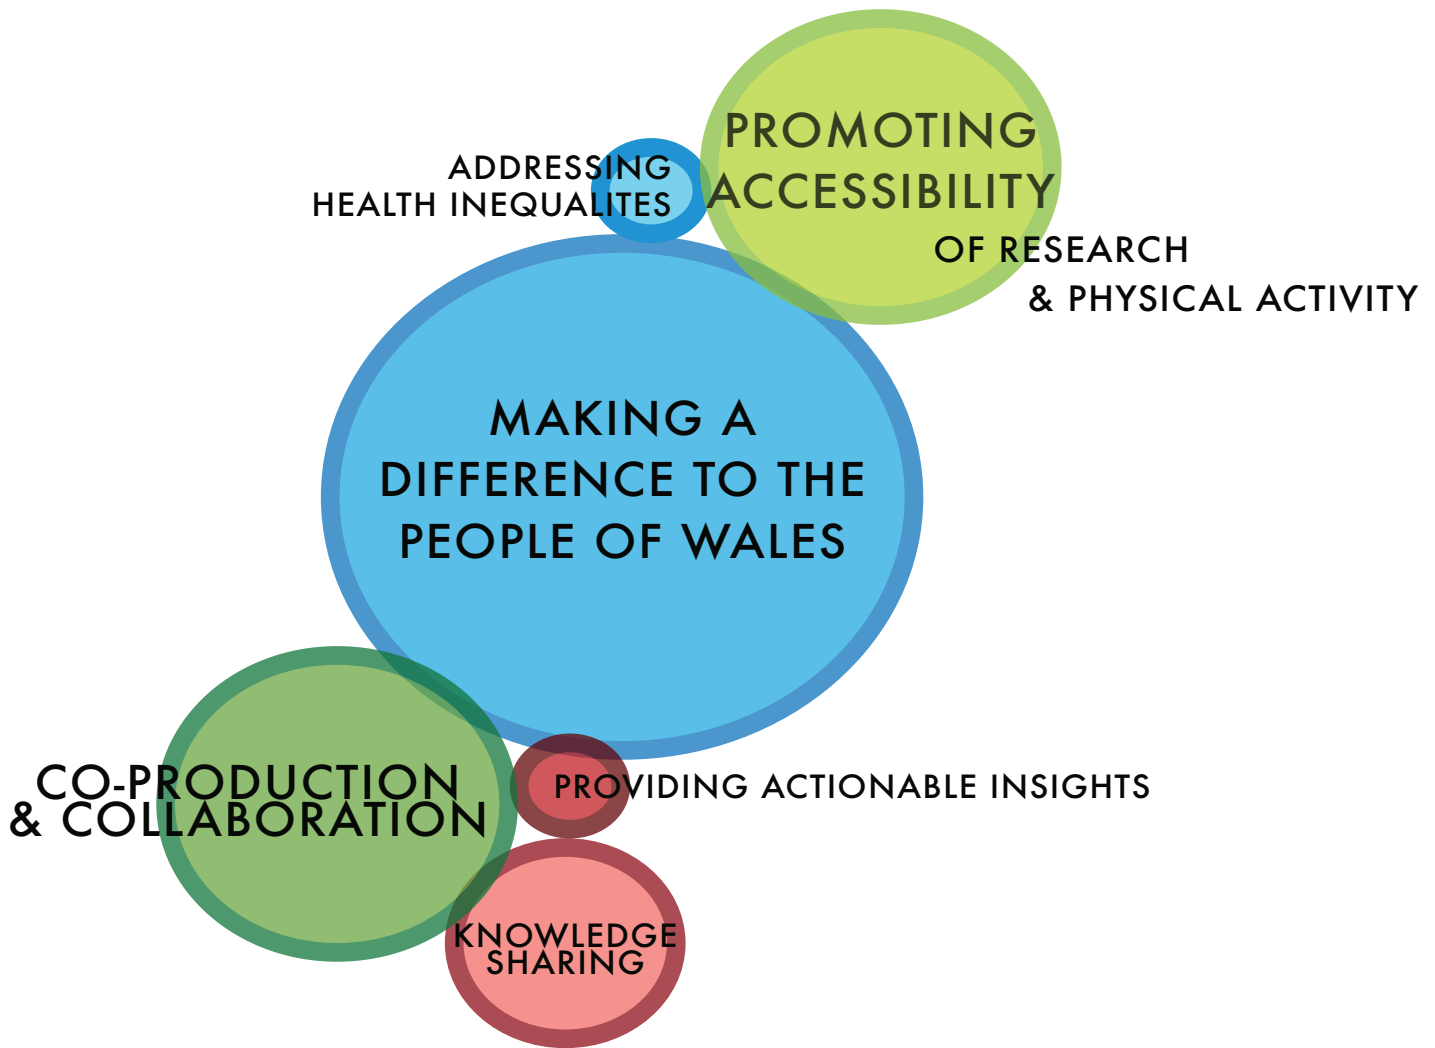 PROMOTING
ACCESSIBILITY
OF RESEARCH
& PHYSICAL ACTIVITY
ADDRESSING
HEALTH INEQUALITES
MAKING A
DIFFERENCE TO THE
PEOPLE OF WALES
CO-PRODUCTION
& COLLABORATION
PROVIDING ACTIONABLE INSIGHTS
KNOWLEDGE
SHARING